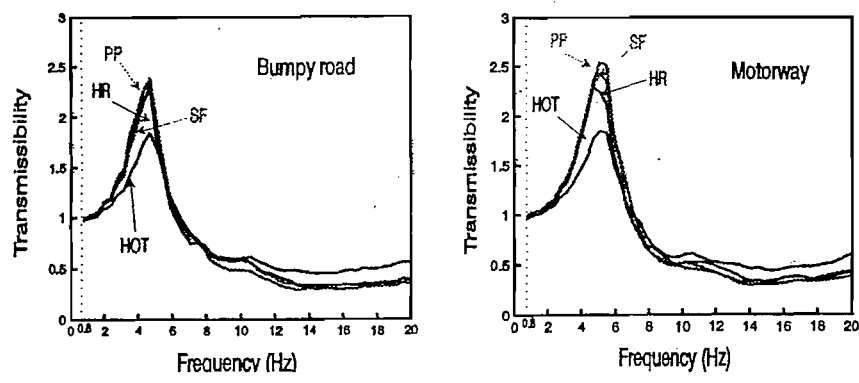 Bumpy road
PP
HR
SF
HOT
Transmissibility
3
2.5
2
1.5
1
0.5
0
0 0.8 2 4 6 8 10 12 14 16 18 20
Frequency (Hz)
Motorway
PF
SF
HR
HOT
Transmissibility
3
2.5
2
1.5
1
0.5
0
0 0.8 2 4 6 8 10 12 14 16 18 20
Frequency (Hz)